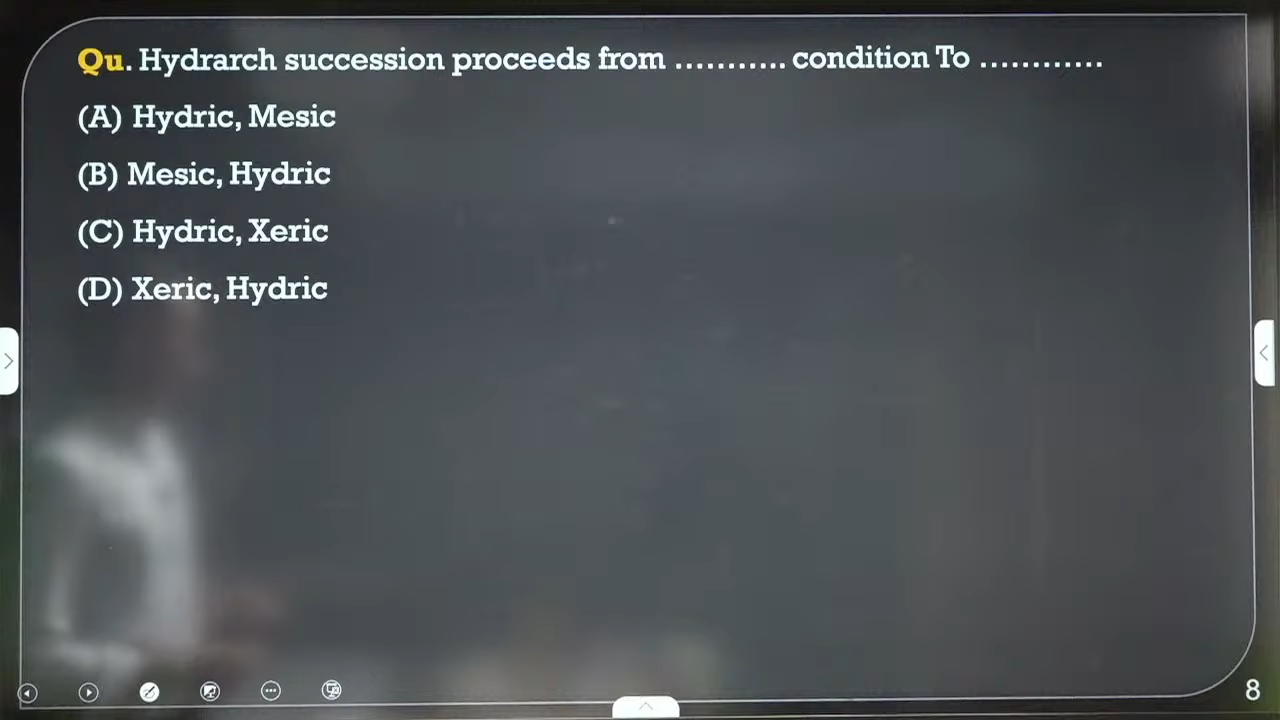 Qu. Hydrarch succession proceeds from ........... condition To ............
(A) Hydric, Mesic
(B) Mesic, Hydric
(C) Hydric, Xeric
(D) Xeric, Hydric
8